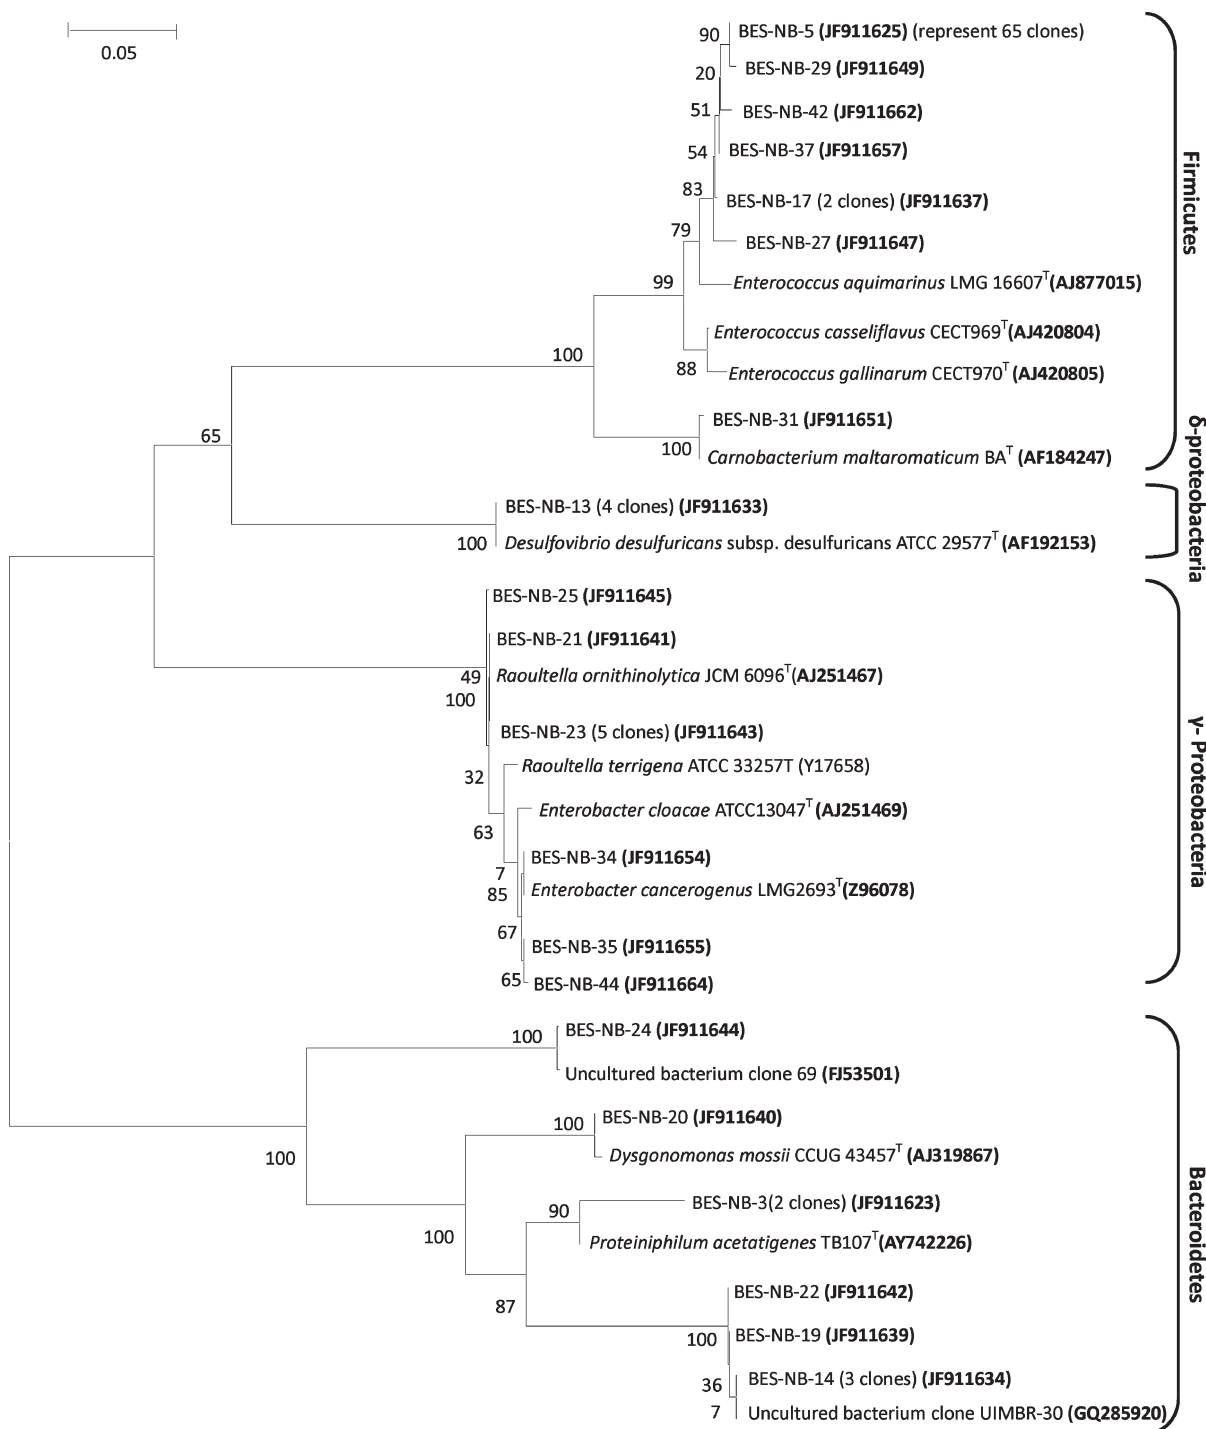 0.05
90
BES-NB-5 (JF911625) (represent 65 clones)
BES-NB-29 (JF911649)
20
51
BES-NB-42 (JF911662)
54
BES-NB-37 (JF911657)
83
BES-NB-17 (2 clones) (JF911637)
79
BES-NB-27 (JF911647)
99
Enterococcus aquimarinus LMG 16607T(AJ877015)
Enterococcus casseliflavus CECT969T(AJ420804)
88
Enterococcus gallinarum CECT970T (AJ420805)
100
BES-NB-31 (JF911651)
100
Carnobacterium maltaromaticum BAT (AF184247)
Firmicutes
65
BES-NB-13 (4 clones) (JF911633)
100
Desulfovibrio desulfuricans subsp. desulfuricans ATCC 29577T (AF192153)
δ-proteobacteria
BES-NB-25 (JF911645)
BES-NB-21 (JF911641)
49
Raoultella ornithinolytica JCM 6096T(AJ251467)
100
BES-NB-23 (5 clones) (JF911643)
32
Raoultella terrigena ATCC 33257T (Y17658)
Enterobacter cloacae ATCC13047T(AJ251469)
63
BES-NB-34 (JF911654)
7
85
Enterobacter cancerogenus LMG2693T(Z96078)
67
BES-NB-35 (JF911655)
65
BES-NB-44 (JF911664)
γ- Proteobacteria
100
BES-NB-24 (JF911644)
Uncultured bacterium clone 69 (FJ53501)
100
BES-NB-20 (JF911640)
100
Dysgonomonas mossii CCUG 43457T (AJ319867)
90
BES-NB-3(2 clones) (JF911623)
100
Proteiniphilum acetatigenes TB107T(AY742226)
87
BES-NB-22 (JF911642)
100
BES-NB-19 (JF911639)
36
BES-NB-14 (3 clones) (JF911634)
7
Uncultured bacterium clone UIMBR-30 (GQ285920)
Bacteroidetes